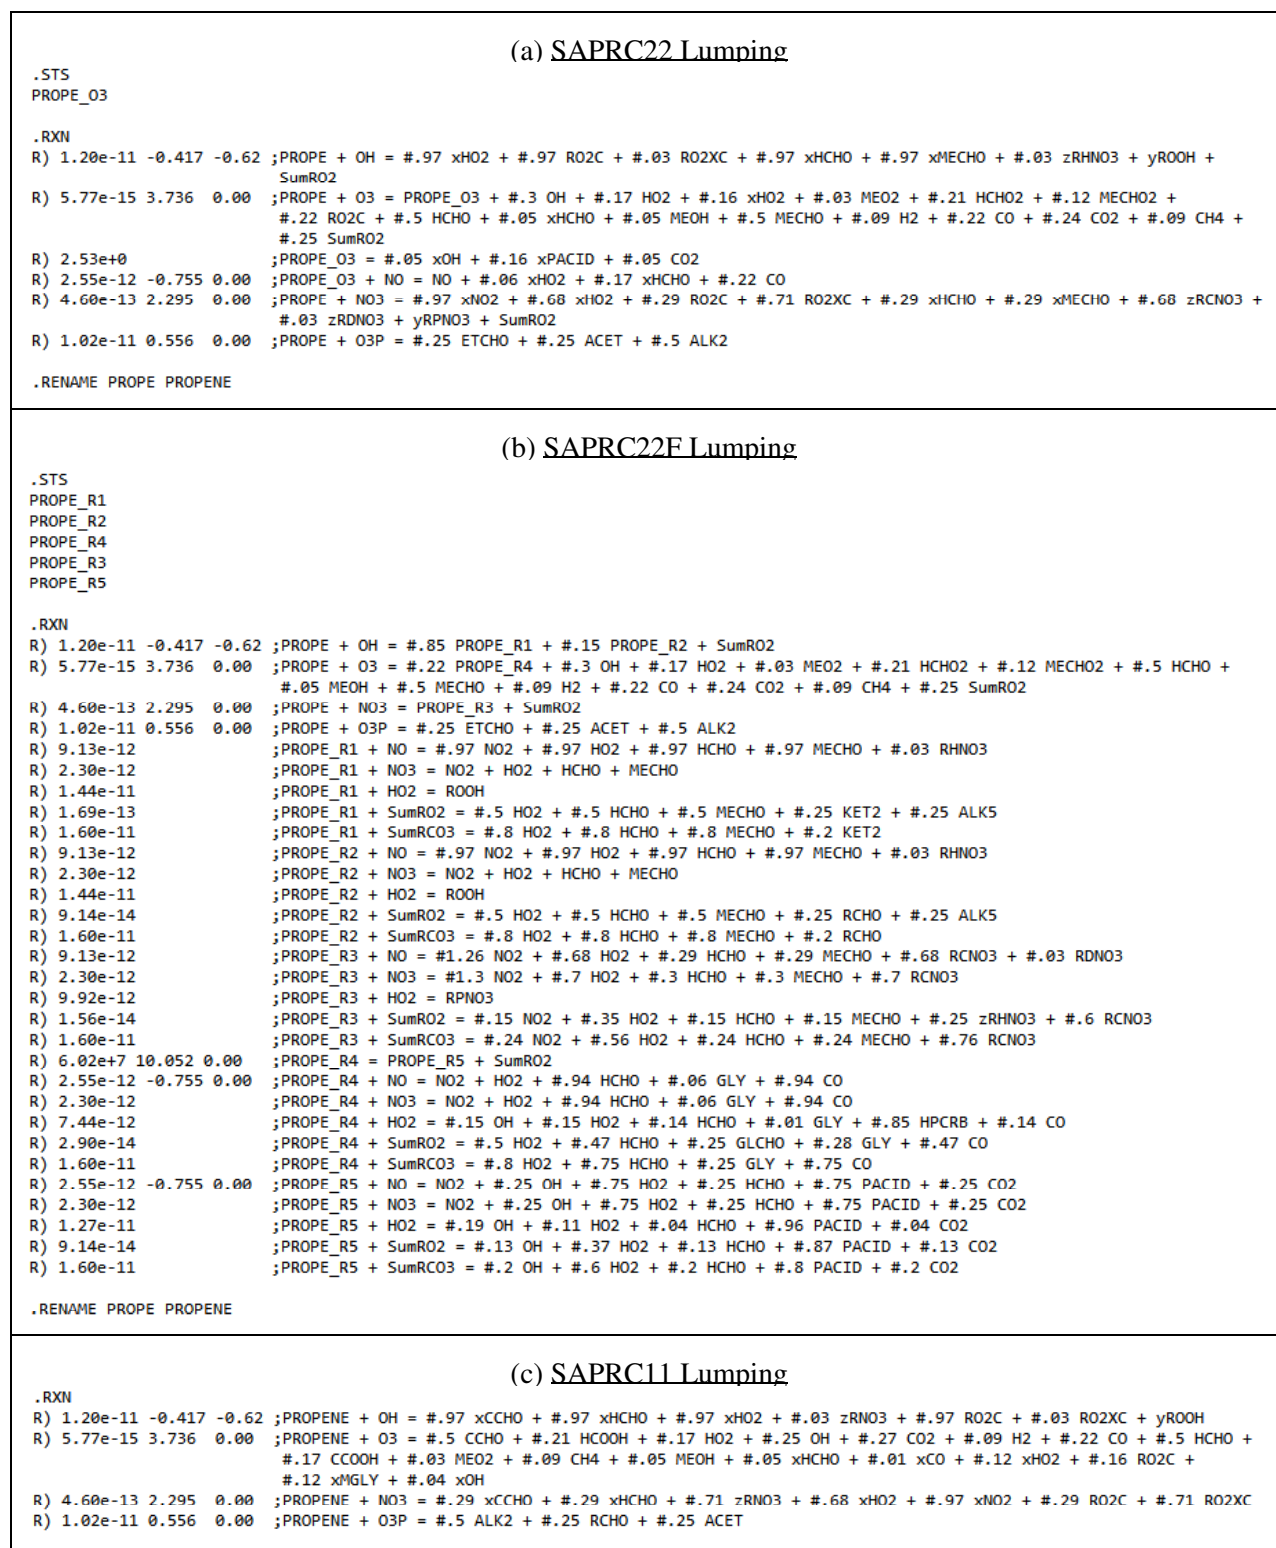 (a) SAPRC22 Lumping
.STS
PROPE_O3
.RXN
R) 1.20e-11 -0.417 -0.62 ;PROPE + OH = #.97 xHO2 + #.97 RO2C + #.03 RO2XC + #.97 xHCHO + #.97 xMECHO + #.03 zRHNO3 + yROOH +
SumRO2
R) 5.77e-15 3.736 0.00 ;PROPE + O3 = PROPE_O3 + #.3 OH + #.17 HO2 + #.16 xHO2 + #.03 MEO2 + #.21 HCHO2 + #.12 MECHO2 +
#.22 RO2C + #.5 HCHO + #.05 xHCHO + #.05 MEOH + #.5 MECHO + #.09 H2 + #.22 CO + #.24 CO2 + #.09 CH4 +
#.25 SumRO2
R) 2.53e+0 ;PROPE_O3 = #.05 xOH + #.16 xPACID + #.05 CO2
R) 2.55e-12 -0.755 0.00 ;PROPE_O3 + NO = NO + #.06 xHO2 + #.17 xHCHO + #.22 CO
R) 4.60e-13 2.295 0.00 ;PROPE + NO3 = #.97 xNO2 + #.68 xHO2 + #.29 RO2C + #.71 RO2XC + #.29 xHCHO + #.29 xMECHO + #.68 zRCNO3 +
#.03 zRDNO3 + yRPNO3 + SumRO2
R) 1.02e-11 0.556 0.00 ;PROPE + O3P = #.25 ETCHO + #.25 ACET + #.5 ALK2
.RENAME PROPE PROPENE
(b) SAPRC22F Lumping
.STS
PROPE_R1
PROPE_R2
PROPE_R4
PROPE_R3
PROPE_R5
.RXN
R) 1.20e-11 -0.417 -0.62 ;PROPE + OH = #.85 PROPE_R1 + #.15 PROPE_R2 + SumRO2
R) 5.77e-15 3.736 0.00 ;PROPE + O3 = #.22 PROPE_R4 + #.3 OH + #.17 HO2 + #.03 MEO2 + #.21 HCHO2 + #.12 MECHO2 + #.5 HCHO +
#.05 MEOH + #.5 MECHO + #.09 H2 + #.22 CO + #.24 CO2 + #.09 CH4 + #.25 SumRO2
R) 4.60e-13 2.295 0.00 ;PROPE + NO3 = PROPE_R3 + SumRO2
R) 1.02e-11 0.556 0.00 ;PROPE + O3P = #.25 ETCHO + #.25 ACET + #.5 ALK2
R) 9.13e-12 ;PROPE_R1 + NO = #.97 NO2 + #.97 HO2 + #.97 HCHO + #.97 MECHO + #.03 RHNO3
R) 2.30e-12 ;PROPE_R1 + NO3 = NO2 + HO2 + HCHO + MECHO
R) 1.44e-11 ;PROPE_R1 + HO2 = ROOH
R) 1.69e-13 ;PROPE_R1 + SumRO2 = #.5 HO2 + #.5 HCHO + #.5 MECHO + #.25 KET2 + #.25 ALK5
R) 1.60e-11 ;PROPE_R1 + SumRCO3 = #.8 HO2 + #.8 HCHO + #.8 MECHO + #.2 KET2
R) 9.13e-12 ;PROPE_R2 + NO = #.97 NO2 + #.97 HO2 + #.97 HCHO + #.97 MECHO + #.03 RHNO3
R) 2.30e-12 ;PROPE_R2 + NO3 = NO2 + HO2 + HCHO + MECHO
R) 1.44e-11 ;PROPE_R2 + HO2 = ROOH
R) 9.14e-14 ;PROPE_R2 + SumRO2 = #.5 HO2 + #.5 HCHO + #.5 MECHO + #.25 RCHO + #.25 ALK5
R) 1.60e-11 ;PROPE_R2 + SumRCO3 = #.8 HO2 + #.8 HCHO + #.8 MECHO + #.2 RCHO
R) 9.13e-12 ;PROPE_R3 + NO = #1.26 NO2 + #.68 HO2 + #.29 HCHO + #.29 MECHO + #.68 RCNO3 + #.03 RDNO3
R) 2.30e-12 ;PROPE_R3 + NO3 = #1.3 NO2 + #.7 HO2 + #.3 HCHO + #.3 MECHO + #.7 RCNO3
R) 9.92e-12 ;PROPE_R3 + HO2 = RPNO3
R) 1.56e-14 ;PROPE_R3 + SumRO2 = #.15 NO2 + #.35 HO2 + #.15 HCHO + #.15 MECHO + #.25 zRHNO3 + #.6 RCNO3
R) 1.60e-11 ;PROPE_R3 + SumRCO3 = #.24 NO2 + #.56 HO2 + #.24 HCHO + #.24 MECHO + #.76 RCNO3
R) 6.02e+7 10.052 0.00 ;PROPE_R4 = PROPE_R5 + SumRO2
R) 2.55e-12 -0.755 0.00 ;PROPE_R4 + NO = NO2 + HO2 + #.94 HCHO + #.06 GLY + #.94 CO
R) 2.30e-12 ;PROPE_R4 + NO3 = NO2 + HO2 + #.94 HCHO + #.06 GLY + #.94 CO
R) 7.44e-12 ;PROPE_R4 + HO2 = #.15 OH + #.15 HO2 + #.14 HCHO + #.01 GLY + #.85 HPCRB + #.14 CO
R) 2.90e-14 ;PROPE_R4 + SumRO2 = #.5 HO2 + #.47 HCHO + #.25 GLCHO + #.28 GLY + #.47 CO
R) 1.60e-11 ;PROPE_R4 + SumRCO3 = #.8 HO2 + #.75 HCHO + #.25 GLY + #.75 CO
R) 2.55e-12 -0.755 0.00 ;PROPE_R5 + NO = NO2 + #.25 OH + #.75 HO2 + #.25 HCHO + #.75 PACID + #.25 CO2
R) 2.30e-12 ;PROPE_R5 + NO3 = NO2 + #.25 OH + #.75 HO2 + #.25 HCHO + #.75 PACID + #.25 CO2
R) 1.27e-11 ;PROPE_R5 + HO2 = #.19 OH + #.11 HO2 + #.04 HCHO + #.96 PACID + #.04 CO2
R) 9.14e-14 ;PROPE_R5 + SumRO2 = #.13 OH + #.37 HO2 + #.13 HCHO + #.87 PACID + #.13 CO2
R) 1.60e-11 ;PROPE_R5 + SumRCO3 = #.2 OH + #.6 HO2 + #.2 HCHO + #.8 PACID + #.2 CO2
.RENAME PROPE PROPENE
(c) SAPRC11 Lumping
.RXN
R) 1.20e-11 -0.417 -0.62 ;PROPENE + OH = #.97 xCCHO + #.97 xHCHO + #.97 xHO2 + #.03 zRNO3 + #.97 RO2C + #.03 RO2XC + yROOH
R) 5.77e-15 3.736 0.00 ;PROPENE + O3 = #.5 CCHO + #.21 HCOOH + #.17 HO2 + #.25 OH + #.27 CO2 + #.09 H2 + #.22 CO + #.5 HCHO +
#.17 CCOOH + #.03 MEO2 + #.09 CH4 + #.05 MEOH + #.05 xHCHO + #.01 xCO + #.12 xHO2 + #.16 RO2C +
#.12 xMGLY + #.04 xOH
R) 4.60e-13 2.295 0.00 ;PROPENE + NO3 = #.29 xCCHO + #.29 xHCHO + #.71 zRNO3 + #.68 xHO2 + #.97 xNO2 + #.29 RO2C + #.71 RO2XC
R) 1.02e-11 0.556 0.00 ;PROPENE + O3P = #.5 ALK2 + #.25 RCHO + #.25 ACET